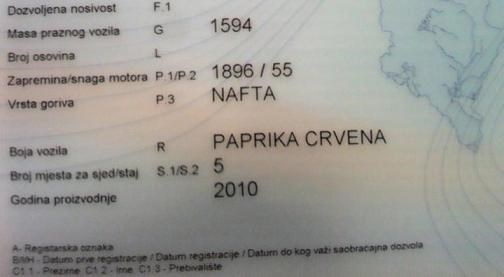 Dozvoljena nosivost F.1
Masa praznog vozila G 1594
Broj osovina L
Zapremina/snaga motora P.1/P.2 1896 / 55
Vrsta goriva P.3 NAFTA
Boja vozila R PAPRIKA CRVENA
Broj mjesta za sjed/staj S.1/S.2 5
Godina proizvodnje 2010
A- Registarska oznaka
B/I/H - Datum prve registracije / Datum registracije / Datum do kog važi saobraćajna dozvola
C1.1 - Prezime. C1.2 - Ime. C1.3 - Prebivalište